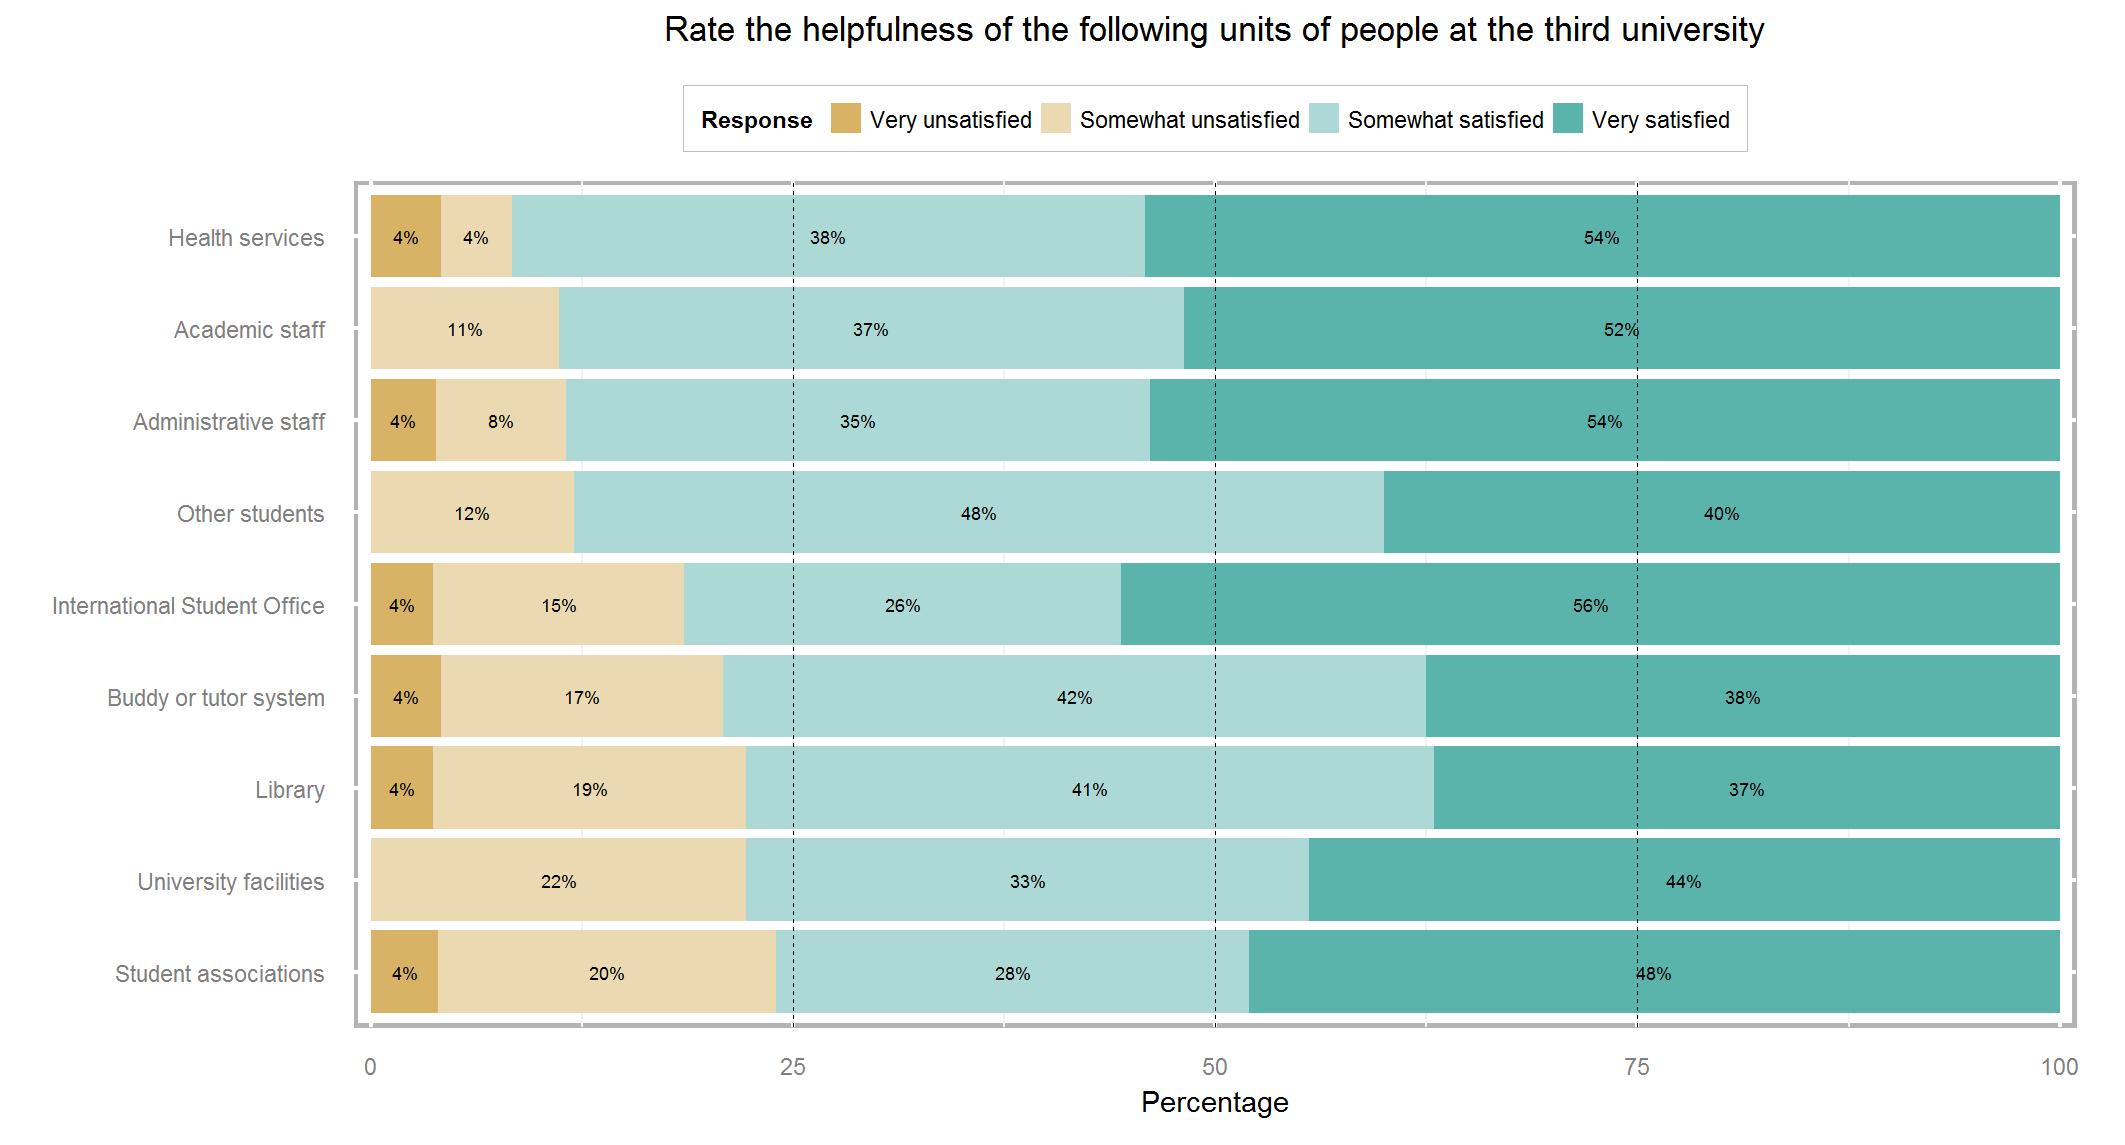 Rate the helpfulness of the following units of people at the third university
Response Very unsatisfied Somewhat unsatisfied Somewhat satisfied Very satisfied
Health services 4% 4% 38% 54%
Academic staff 11% 37% 52%
Administrative staff 4% 8% 35% 54%
Other students 12% 48% 40%
International Student Office 4% 15% 26% 56%
Buddy or tutor system 4% 17% 42% 38%
Library 4% 19% 41% 37%
University facilities 22% 33% 44%
Student associations 4% 20% 28% 48%
0 25 50 75 100
Percentage